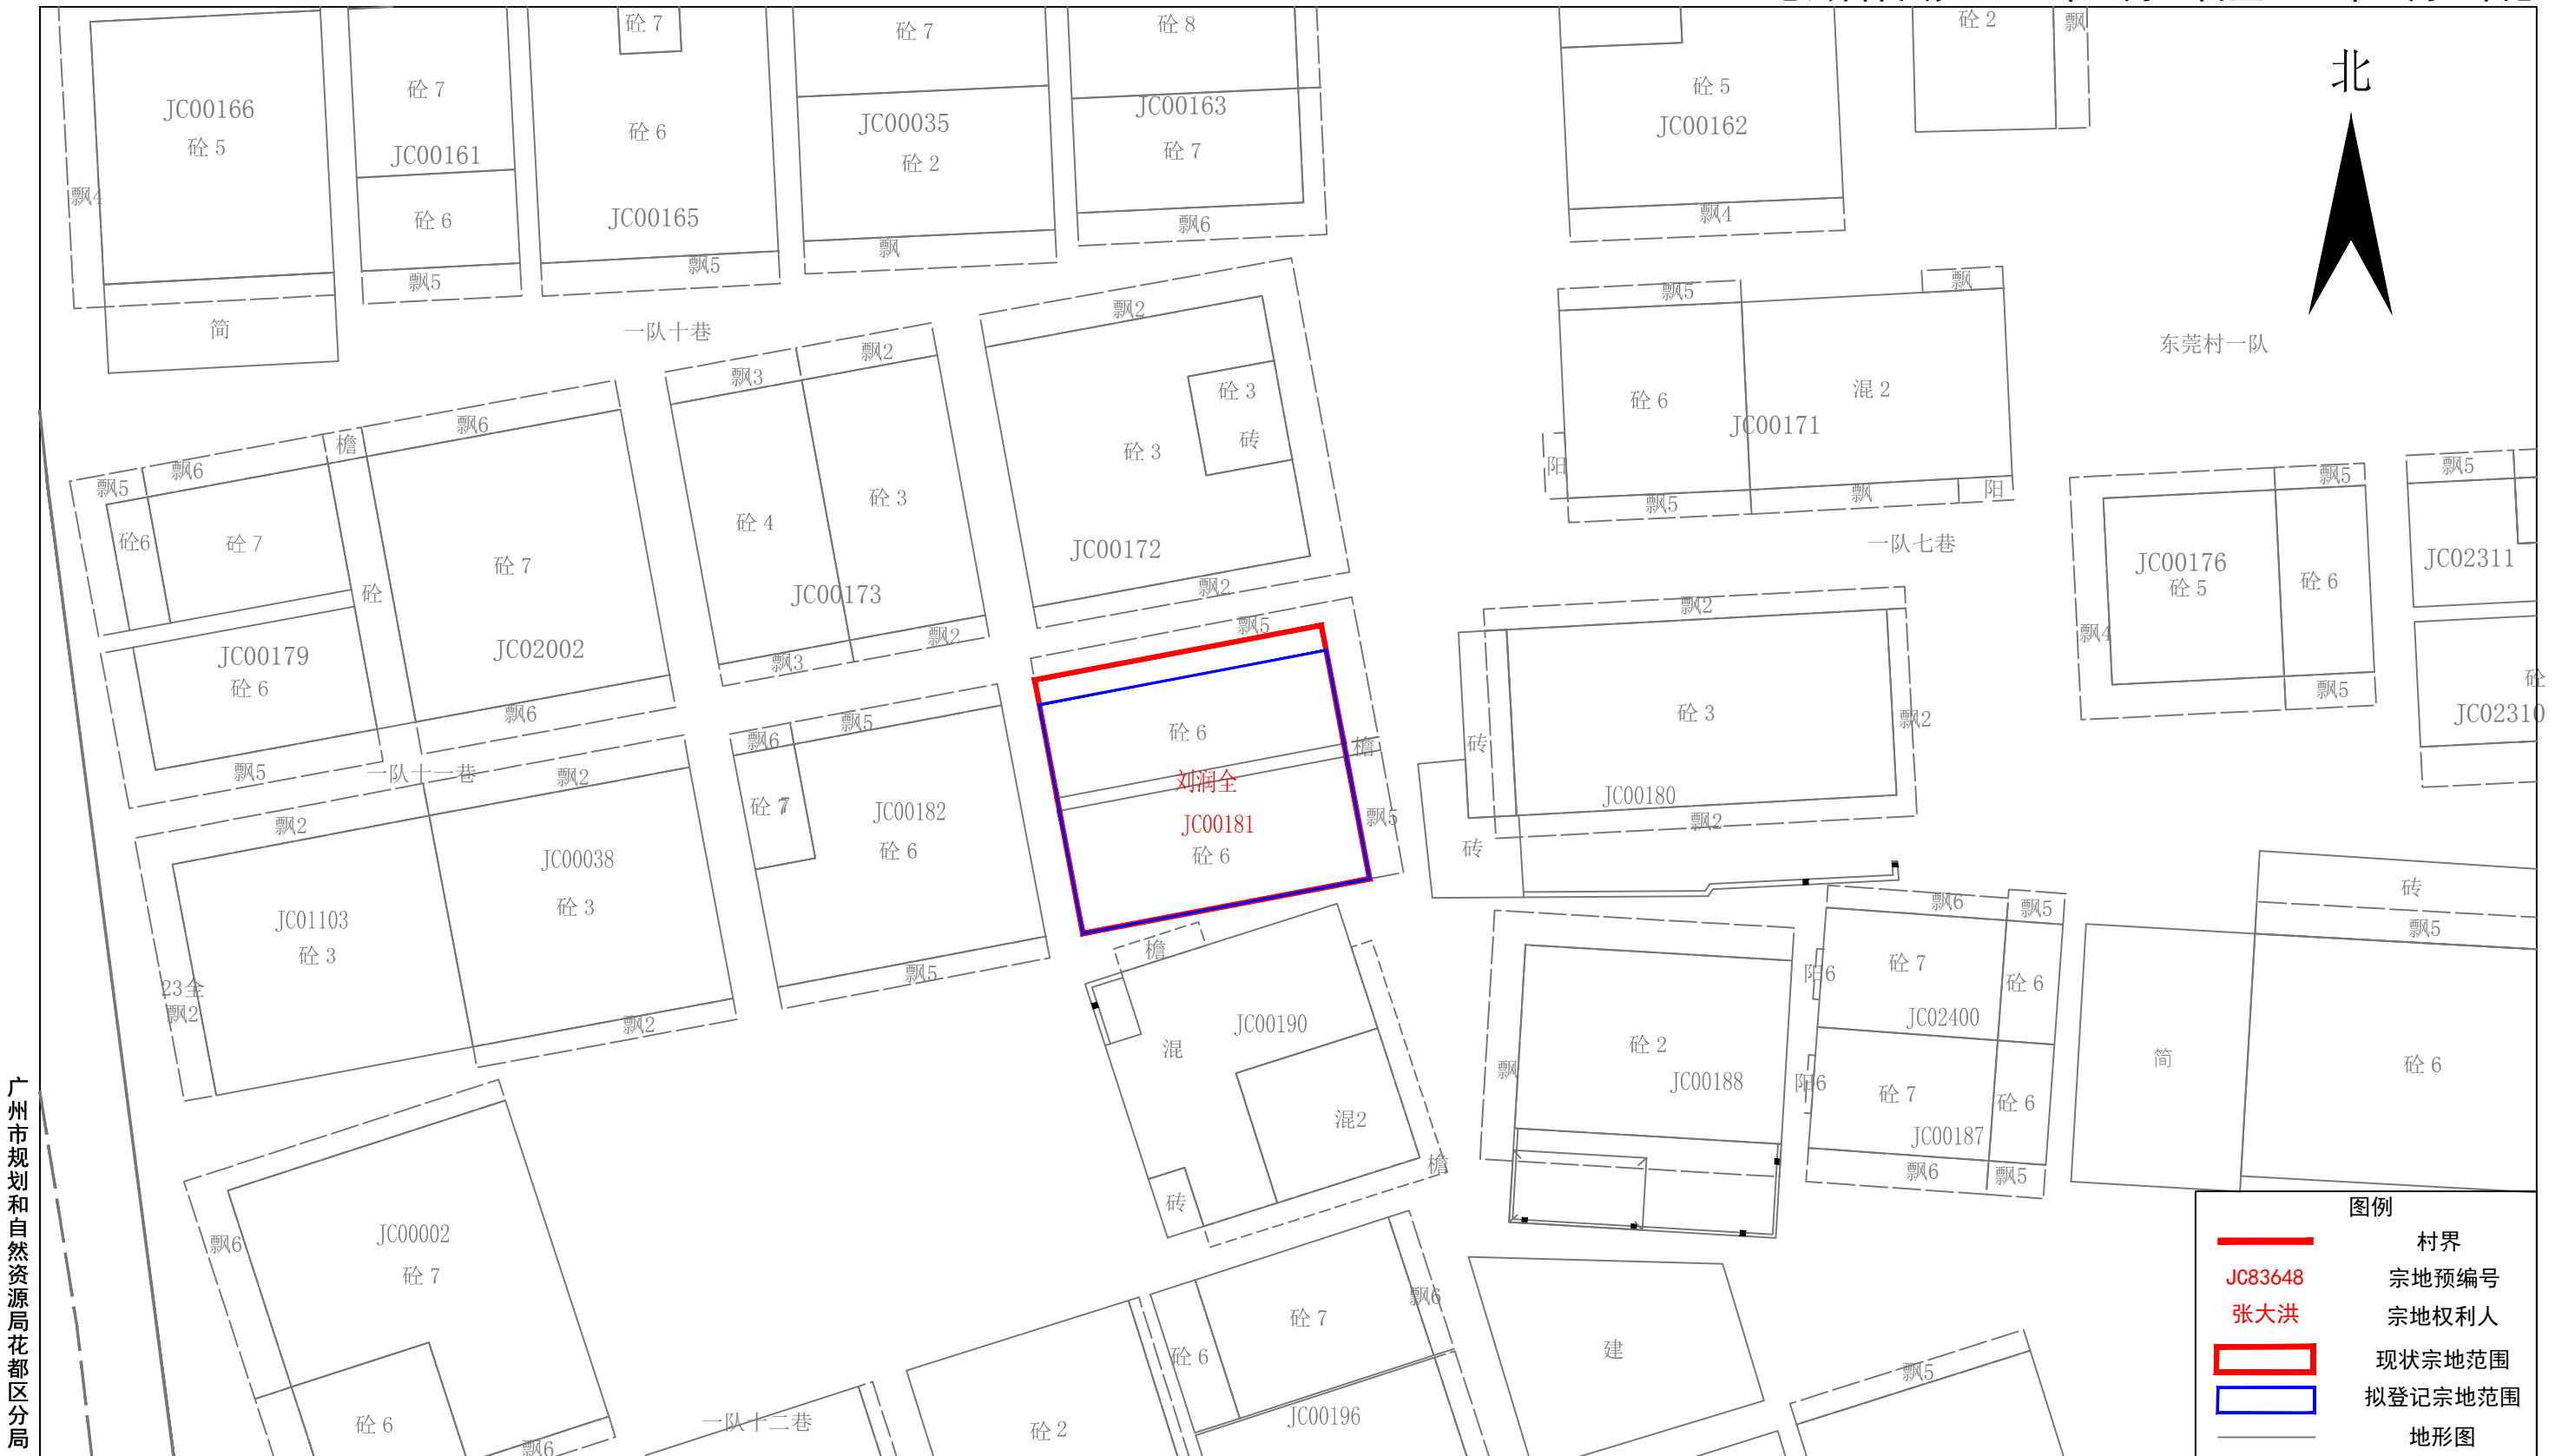 砼 7
砼 7
砼 8
砼 2
飘
北
砼 7
JC00166
砼 5
JC00161
砼 6
JC00035
砼 2
JC00163
砼 7
砼 5
JC00162
飘4
砼 6
JC00165
飘
飘6
飘4
飘5
飘5
简
一队十巷
飘2
飘5
飘
东莞村一队
飘3
飘2
砼 3
砖
砼 3
砼 6
混 2
JC00171
飘6
檐
飘6
飘5
砼6
砼 7
砼 7
砼
砼 4
砼 3
JC00172
JC00173
阳
飘5
飘
阳
一队七巷
飘5
飘5
JC00176
砼 5
砼 6
JC02311
飘2
飘5
飘2
飘4
JC00179
砼 6
JC02002
飘3
飘2
飘6
飘5
飘6
飘5
砼 6
檐
砼 3
砖
飘2
飘5
砼
JC02310
一队十一巷
飘2
飘2
砼 7
JC00182
砼 6
刘润全
JC00181
砼 6
飘5
JC00180
飘2
砖
JC00038
砼 3
JC01103
砼 3
23全
飘2
飘2
飘5
檐
飘6
飘5
砖
飘5
阳6
砼 7
砼 6
JC02400
混
JC00190
混2
砼 2
JC00188
飘
阳6
砼 7
砼 6
JC00187
飘6
飘5
简
砼 6
砖
檐
JC00002
砼 7
飘6
砼 6
飘6
一队十二巷
砼 2
砼 6
砼 7
飘6
JC00196
建
飘5
广州市规划和自然资源局花都区分局
图例
村界
JC83648 宗地预编号
张大洪 宗地权利人
现状宗地范围
拟登记宗地范围
地形图